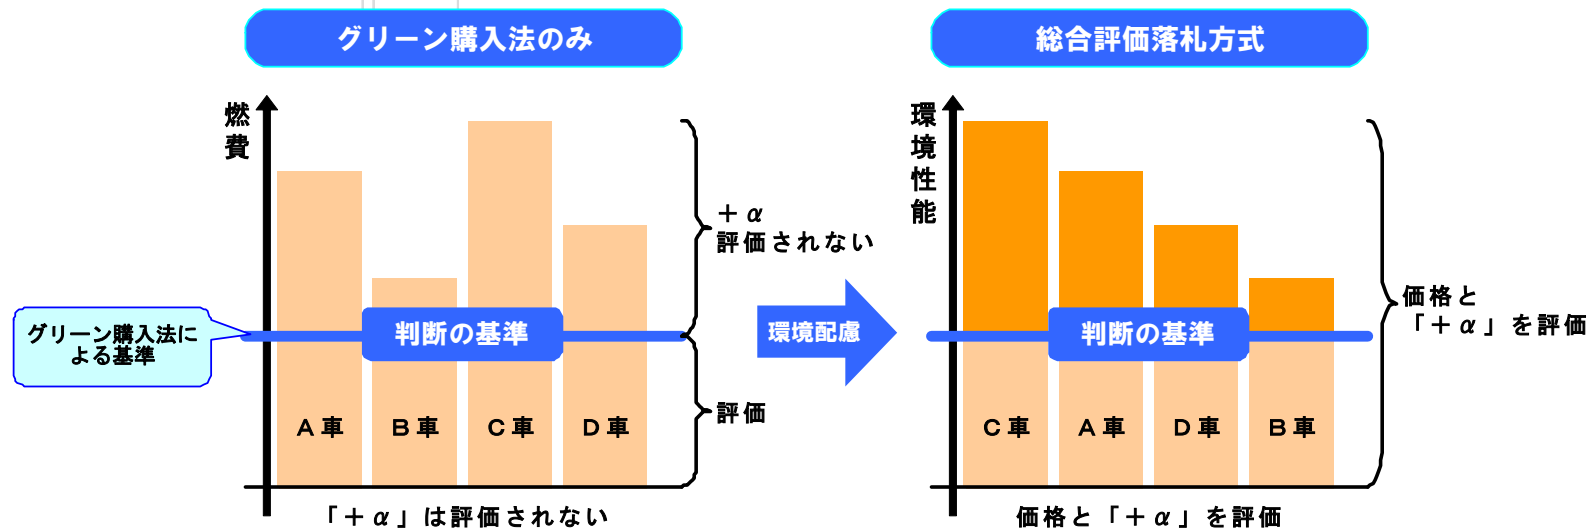 グリーン購入法のみ
燃費
グリーン購入法に
よる基準
判断の基準
A車
B車
C車
D車
＋α
評価されない
評価
「＋α」は評価されない
環境配慮
総合評価落札方式
環境性能
判断の基準
C車
A車
D車
B車
価格と
「＋α」を評価
価格と「＋α」を評価